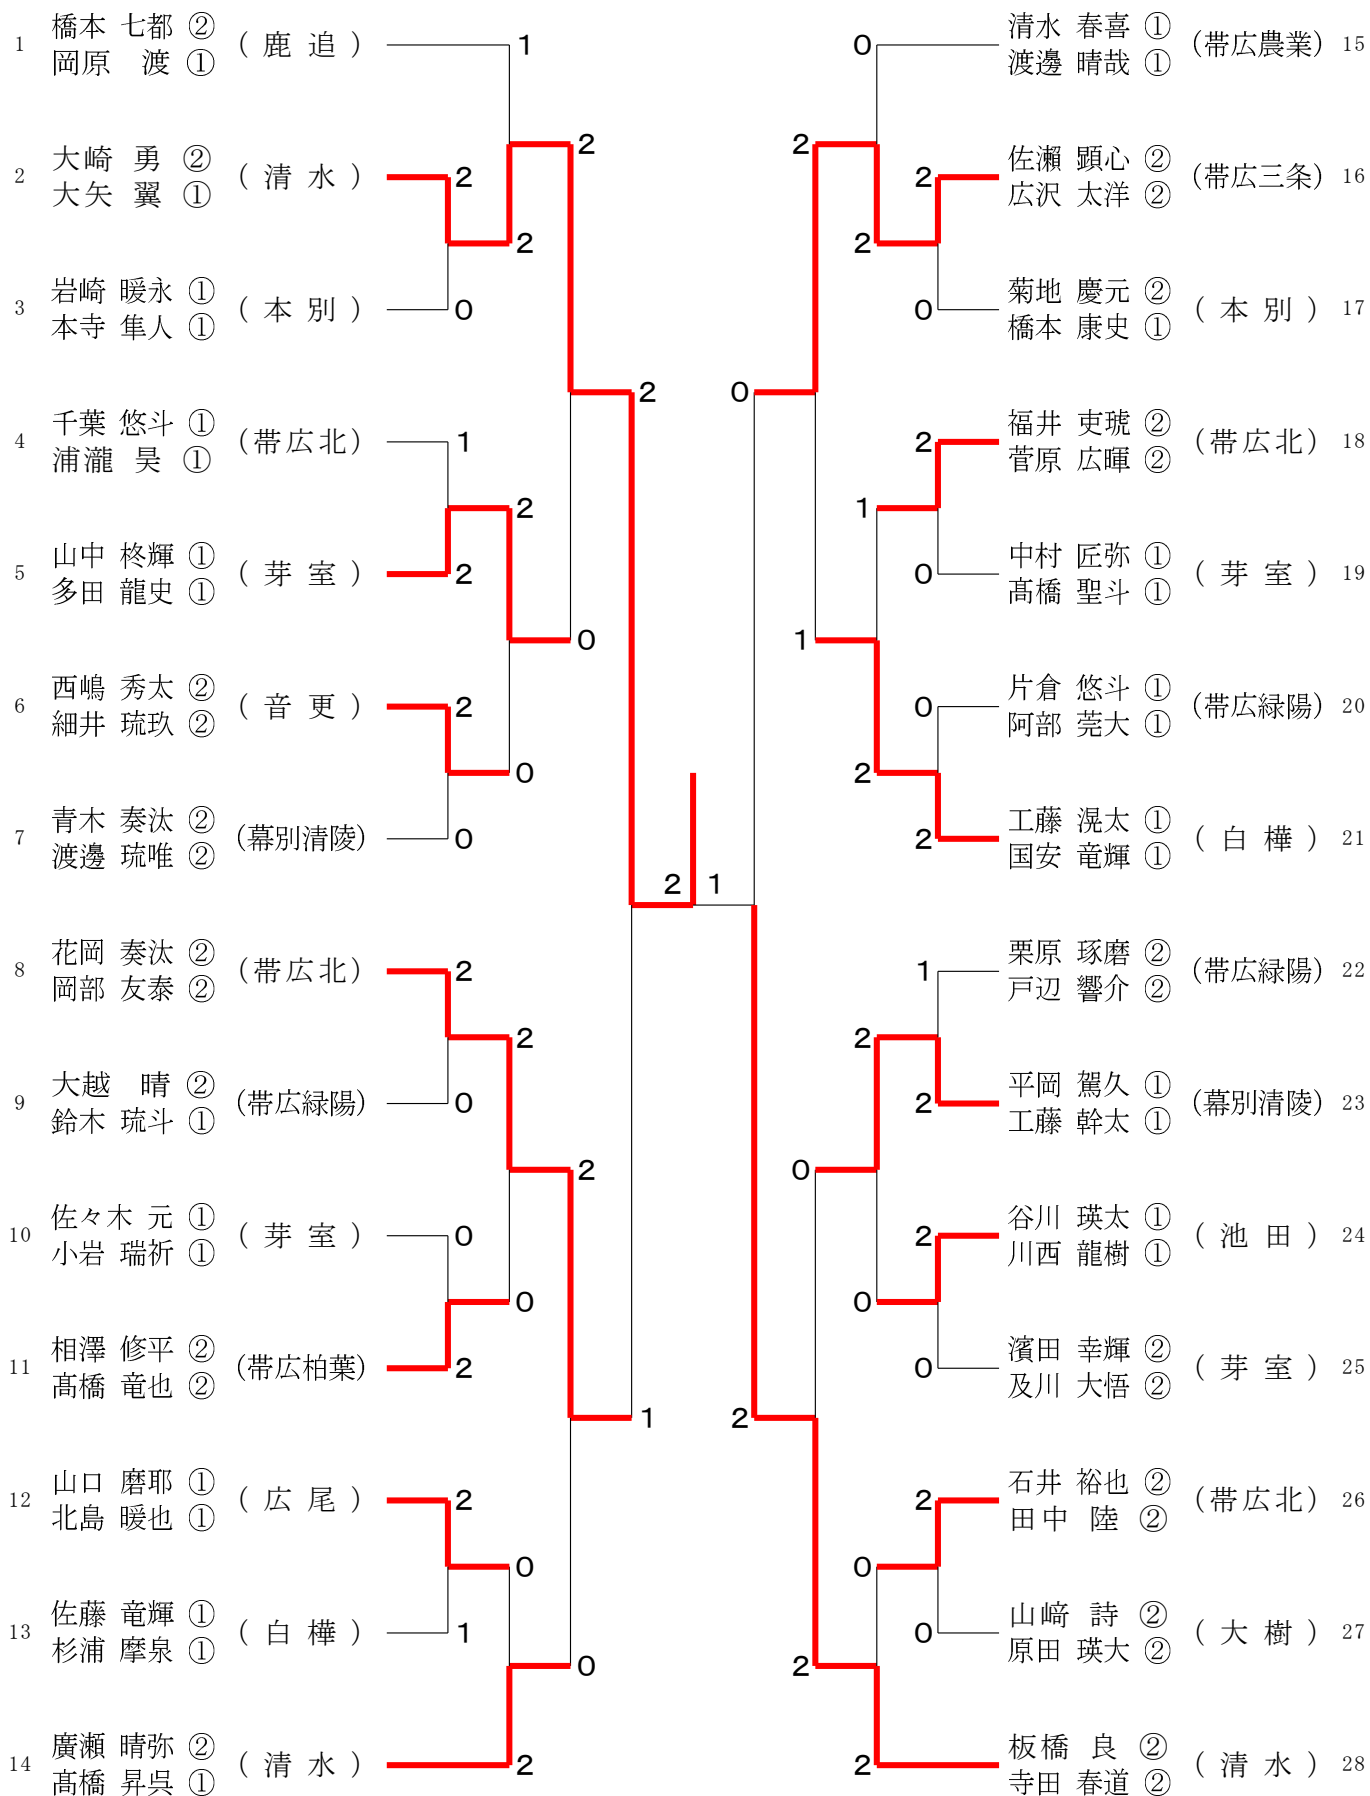 1 橋本 七都 ② (鹿追) 1
岡原 渡 ①
2
大崎 勇 ②
2 (清水) 2
大矢 翼 ①
2
岩崎 暖永 ①
3 (本別) 0
本寺 隼人 ①
2
千葉 悠斗 ①
4 (帯広北) 1
浦瀧 昊 ①
2
山中 柊輝 ①
5 (芽室) 2
多田 龍史 ①
0
西嶋 秀太 ②
6 (音更) 2
細井 琉玖 ②
0
青木 奏汰 ②
7 (幕別清陵) 0
渡邊 琉唯 ②
2 1
花岡 奏汰 ②
8 (帯広北) 2
岡部 友泰 ②
2
大越 晴 ②
9 (帯広緑陽) 0
鈴木 琉斗 ①
2
佐々木 元 ①
10 (芽室) 0
小岩 瑞祈 ①
0
相澤 修平 ②
11 (帯広柏葉) 2
髙橋 竜也 ②
1
山口 磨耶 ①
12 (広尾) 2
北島 暖也 ①
0
佐藤 竜輝 ①
13 (白樺) 1
杉浦 摩泉 ①
0
廣瀬 晴弥 ②
14 (清水) 2
髙橋 昇呉 ①
清水 春喜 ①
0 (帯広農業) 15
渡邊 晴哉 ①
2
佐瀨 顕心 ②
2 (帯広三条) 16
広沢 太洋 ②
2
菊地 慶元 ②
0 (本別) 17
橋本 康史 ①
0
福井 吏琥 ②
2 (帯広北) 18
菅原 広暉 ②
1
中村 匠弥 ①
0 (芽室) 19
髙橋 聖斗 ①
1
片倉 悠斗 ①
0 (帯広緑陽) 20
阿部 莞大 ①
2
工藤 滉太 ①
2 (白樺) 21
国安 竜輝 ①
栗原 琢磨 ②
1 (帯広緑陽) 22
戸辺 響介 ②
2
平岡 駕久 ①
2 (幕別清陵) 23
工藤 幹太 ①
0
谷川 瑛太 ①
2 (池田) 24
川西 龍樹 ①
0
濱田 幸輝 ②
0 (芽室) 25
及川 大悟 ②
2
石井 裕也 ②
2 (帯広北) 26
田中 陸 ②
0
山﨑 詩 ②
0 (大樹) 27
原田 瑛大 ②
2
板橋 良 ②
2 (清水) 28
寺田 春道 ②